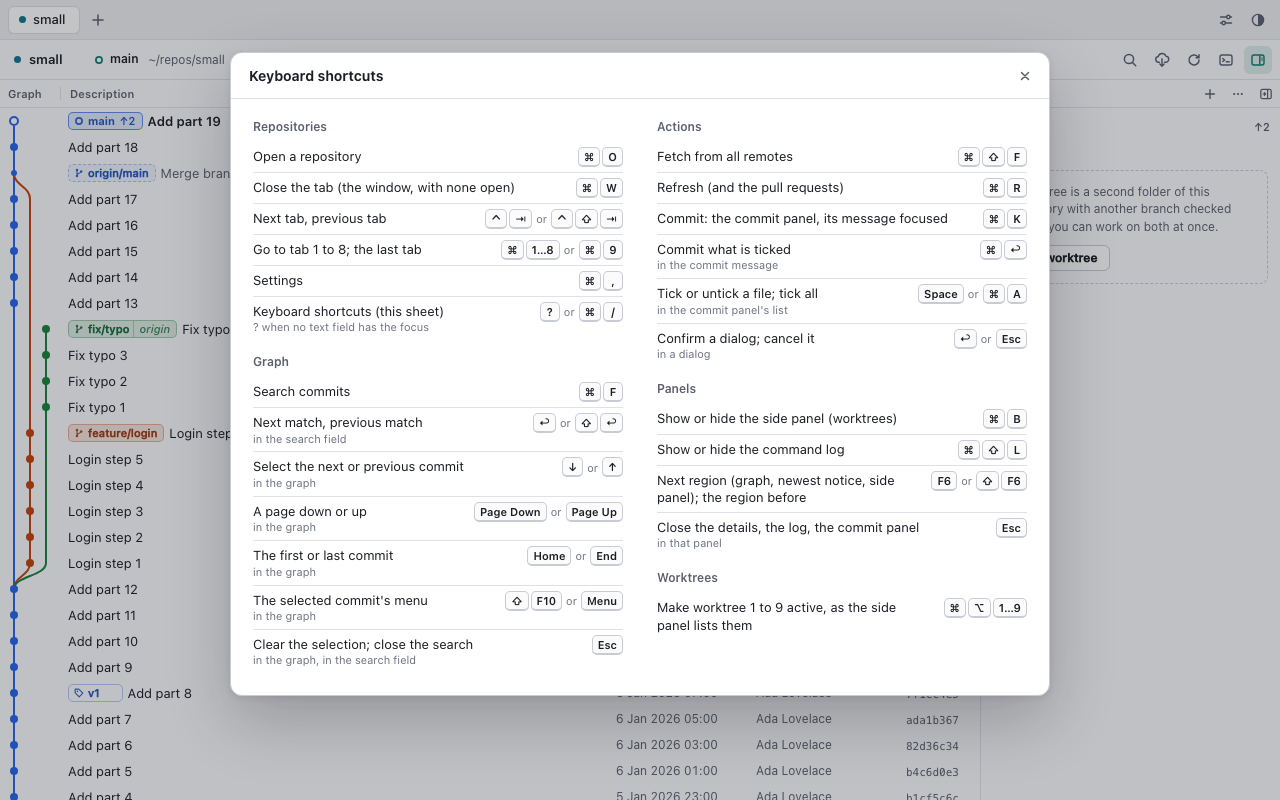 small
small
main ~/repos/small
Graph Description
main ↑2 Add part 19
Add part 18
origin/main Merge bran
Add part 17
Add part 16
Add part 15
Add part 14
Add part 13
fix/typo origin Fix typo
Fix typo 3
Fix typo 2
Fix typo 1
feature/login Login step
Login step 5
Login step 4
Login step 3
Login step 2
Login step 1
Add part 12
Add part 11
Add part 10
Add part 9
v1 Add part 8
Add part 7 6 Jan 2026 05:00 Ada Lovelace ada1b367
Add part 6 6 Jan 2026 03:00 Ada Lovelace 82d36c34
Add part 5 6 Jan 2026 01:00 Ada Lovelace b4c6d0e3
Add part 4 5 Jan 2026 23:00 Ada Lovelace b1cf5c6c
Keyboard shortcuts
Repositories
Open a repository ⌘ O
Close the tab (the window, with none open) ⌘ W
Next tab, previous tab ^ ⇥ or ^ ⇧ ⇥
Go to tab 1 to 8; the last tab ⌘ 1…8 or ⌘ 9
Settings ⌘ ,
Keyboard shortcuts (this sheet) ? or ⌘ /
? when no text field has the focus
Graph
Search commits ⌘ F
Next match, previous match ↩ or ⇧ ↩
in the search field
Select the next or previous commit ↓ or ↑
in the graph
A page down or up Page Down or Page Up
in the graph
The first or last commit Home or End
in the graph
The selected commit's menu ⇧ F10 or Menu
in the graph
Clear the selection; close the search Esc
in the graph, in the search field
Actions
Fetch from all remotes ⌘ ⇧ F
Refresh (and the pull requests) ⌘ R
Commit: the commit panel, its message focused ⌘ K
Commit what is ticked ⌘ ↩
in the commit message
Tick or untick a file; tick all Space or ⌘ A
in the commit panel's list
Confirm a dialog; cancel it ↩ or Esc
in a dialog
Panels
Show or hide the side panel (worktrees) ⌘ B
Show or hide the command log ⌘ ⇧ L
Next region (graph, newest notice, side F6 or ⇧ F6
panel); the region before
Close the details, the log, the commit panel Esc
in that panel
Worktrees
Make worktree 1 to 9 active, as the side ⌘ ⌥ 1…9
panel lists them
↑2
ree is a second folder of this
ory with another branch checked
you can work on both at once.
worktree